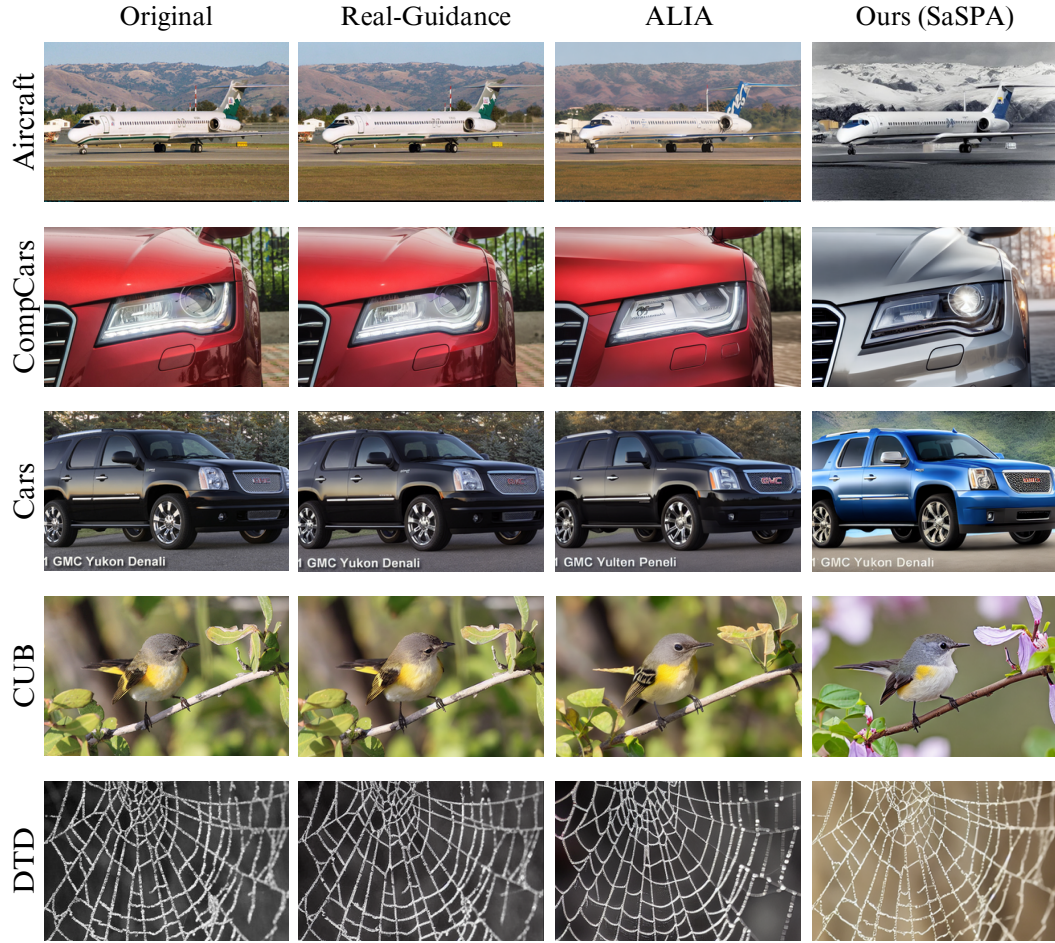 Original Real-Guidance ALIA Ours (SaSPA)
Aircraft
CompCars
Cars
GMC
1 GMC Yukon Denali 1 GMC Yukon Denali 1 GMC Yulten Peneli 1 GMC Yukon Denali
CUB
DTD